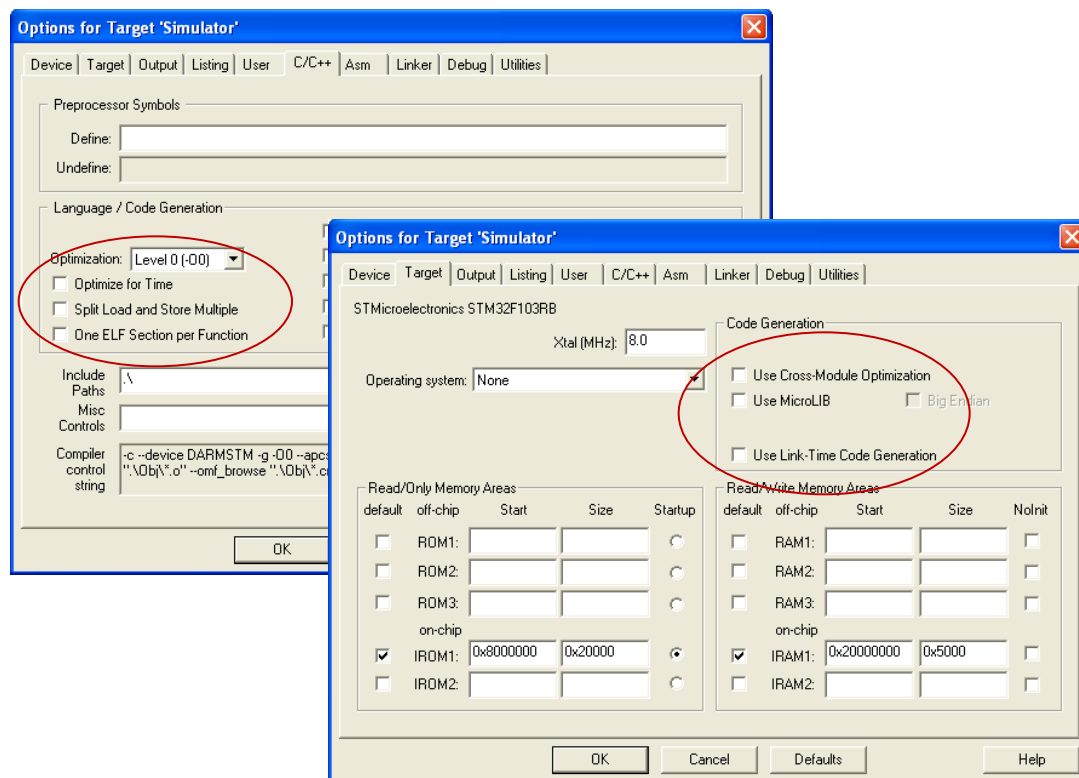 Options for Target 'Simulator'
Device Target Output Listing User C/C++ Asm Linker Debug Utilities
Preprocessor Symbols
Define:
Undefine:
Language / Code Generation
Optimization: Level 0 (-O0)
Optimize for Time
Split Load and Store Multiple
One ELF Section per Function
Include
Paths
.\
Misc
Controls
Compiler
control
string
-c --device DARMSTM -g -O0 --apcs
".\Obj\*.o" --omf_browse ".\Obj\*.cr
OK
Options for Target 'Simulator'
Device Target Output Listing User C/C++ Asm Linker Debug Utilities
STMicroelectronics STM32F103RB
Xtal (MHz): 8.0
Operating system: None
Code Generation
Use Cross-Module Optimization
Use MicroLIB Big Endian
Use Link-Time Code Generation
Read/Only Memory Areas
default off-chip Start Size Startup
ROM1:
ROM2:
ROM3:
on-chip
IROM1: 0x8000000 0x20000
IROM2:
Read/Write Memory Areas
default off-chip Start Size NoInit
RAM1:
RAM2:
RAM3:
on-chip
IRAM1: 0x20000000 0x5000
IRAM2:
OK Cancel Defaults Help